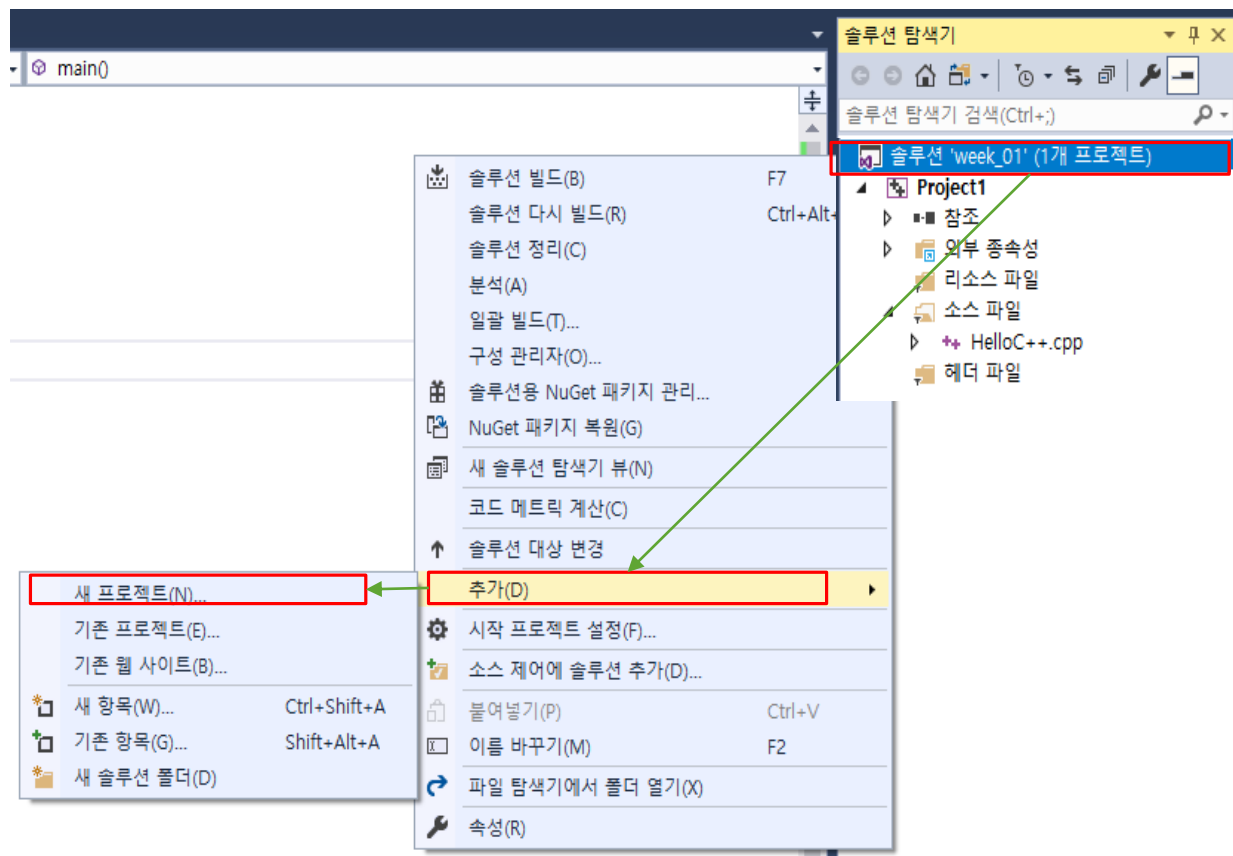 main()
솔루션 탐색기
솔루션 탐색기 검색(Ctrl+;)
솔루션 'week_01' (1개 프로젝트)
Project1
참조
외부 종속성
리소스 파일
소스 파일
HelloC++.cpp
헤더 파일
솔루션 빌드(B) F7
솔루션 다시 빌드(R) Ctrl+Alt+
솔루션 정리(C)
분석(A)
일괄 빌드(T)...
구성 관리자(O)...
솔루션용 NuGet 패키지 관리...
NuGet 패키지 복원(G)
새 솔루션 탐색기 뷰(N)
코드 메트릭 계산(C)
솔루션 대상 변경
추가(D)
시작 프로젝트 설정(F)...
소스 제어에 솔루션 추가(D)...
붙여넣기(P) Ctrl+V
이름 바꾸기(M) F2
파일 탐색기에서 폴더 열기(X)
속성(R)
새 프로젝트(N)...
기존 프로젝트(E)...
기존 웹 사이트(B)...
새 항목(W)... Ctrl+Shift+A
기존 항목(G)... Shift+Alt+A
새 솔루션 폴더(D)